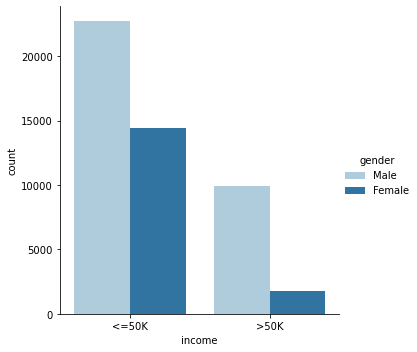 20000
15000
10000
5000
0
count
<=50K
>50K
income
gender
Male
Female